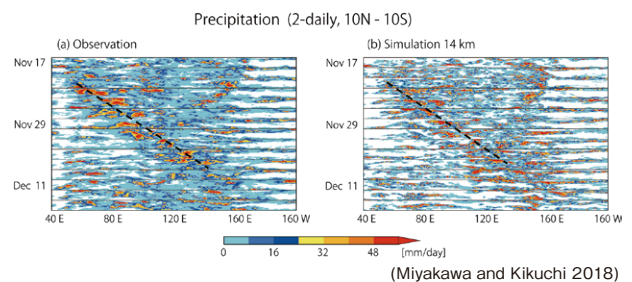 Precipitation (2-daily, 10N - 10S)
(a) Observation
(b) Simulation 14 km
Nov 17
Nov 29
Dec 11
40 E 80 E 120 E 160 E 160 W
Nov 17
Nov 29
Dec 11
40 E 80 E 120 E 160 E 160 W
0 16 32 48 [mm/day]
(Miyakawa and Kikuchi 2018)